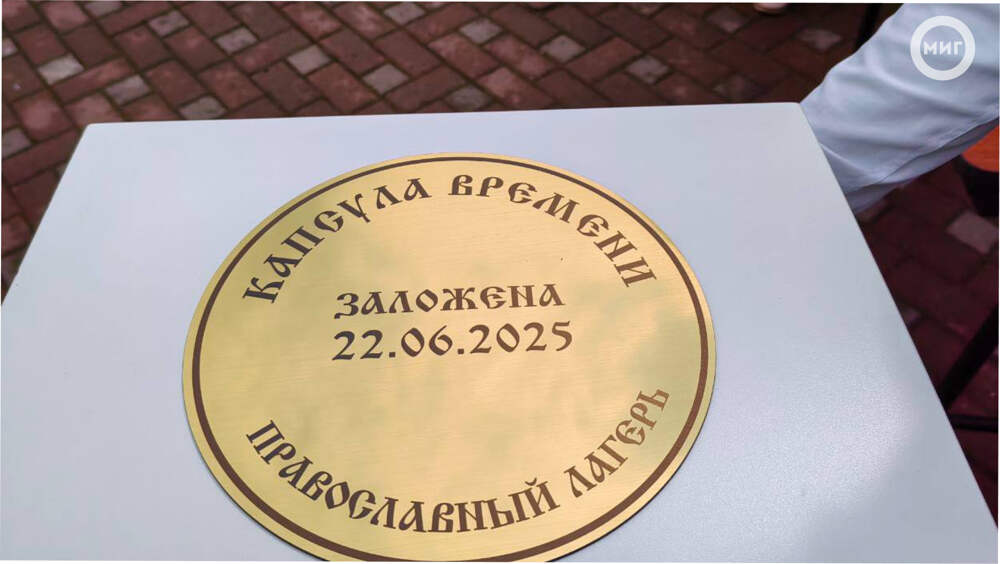 КАПСУЛА ВРЕМЕНИ
ЗАЛОЖЕНА
22.06.2025
ПРАВОСЛАВНЫЙ ЛАГЕРЬ
МИГ